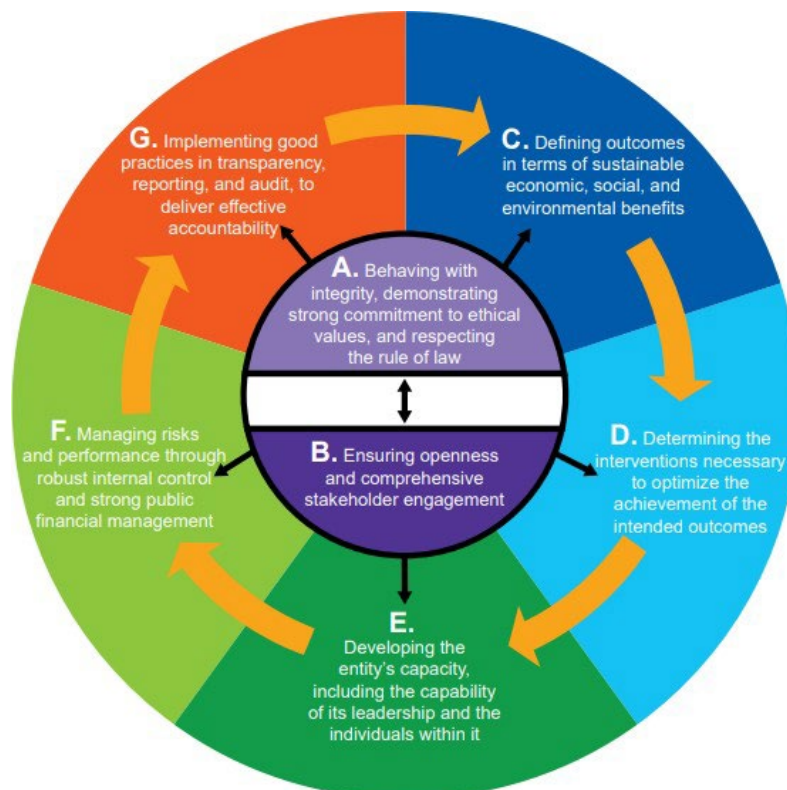 G. Implementing good
practices in transparency,
reporting, and audit, to
deliver effective
accountability
C. Defining outcomes
in terms of sustainable
economic, social, and
environmental benefits
A. Behaving with
integrity, demonstrating
strong commitment to ethical
values, and respecting
the rule of law
F. Managing risks
and performance through
robust internal control
and strong public
financial management
B. Ensuring openness
and comprehensive
stakeholder engagement
D. Determining the
interventions necessary
to optimize the
achievement of the
intended outcomes
E.
Developing the
entity's capacity,
including the capability
of its leadership and the
individuals within it